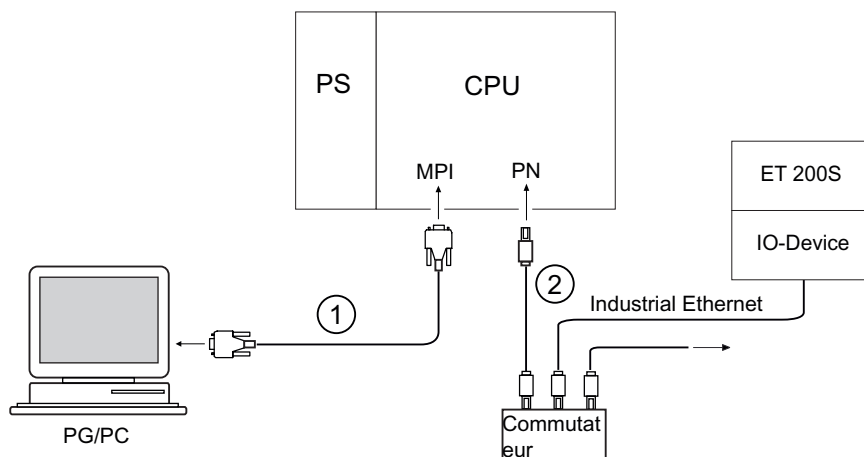 PS
CPU
MPI
PN
ET 200S
IO-Device
1
2
Industrial Ethernet
PG/PC
Commutat
eur